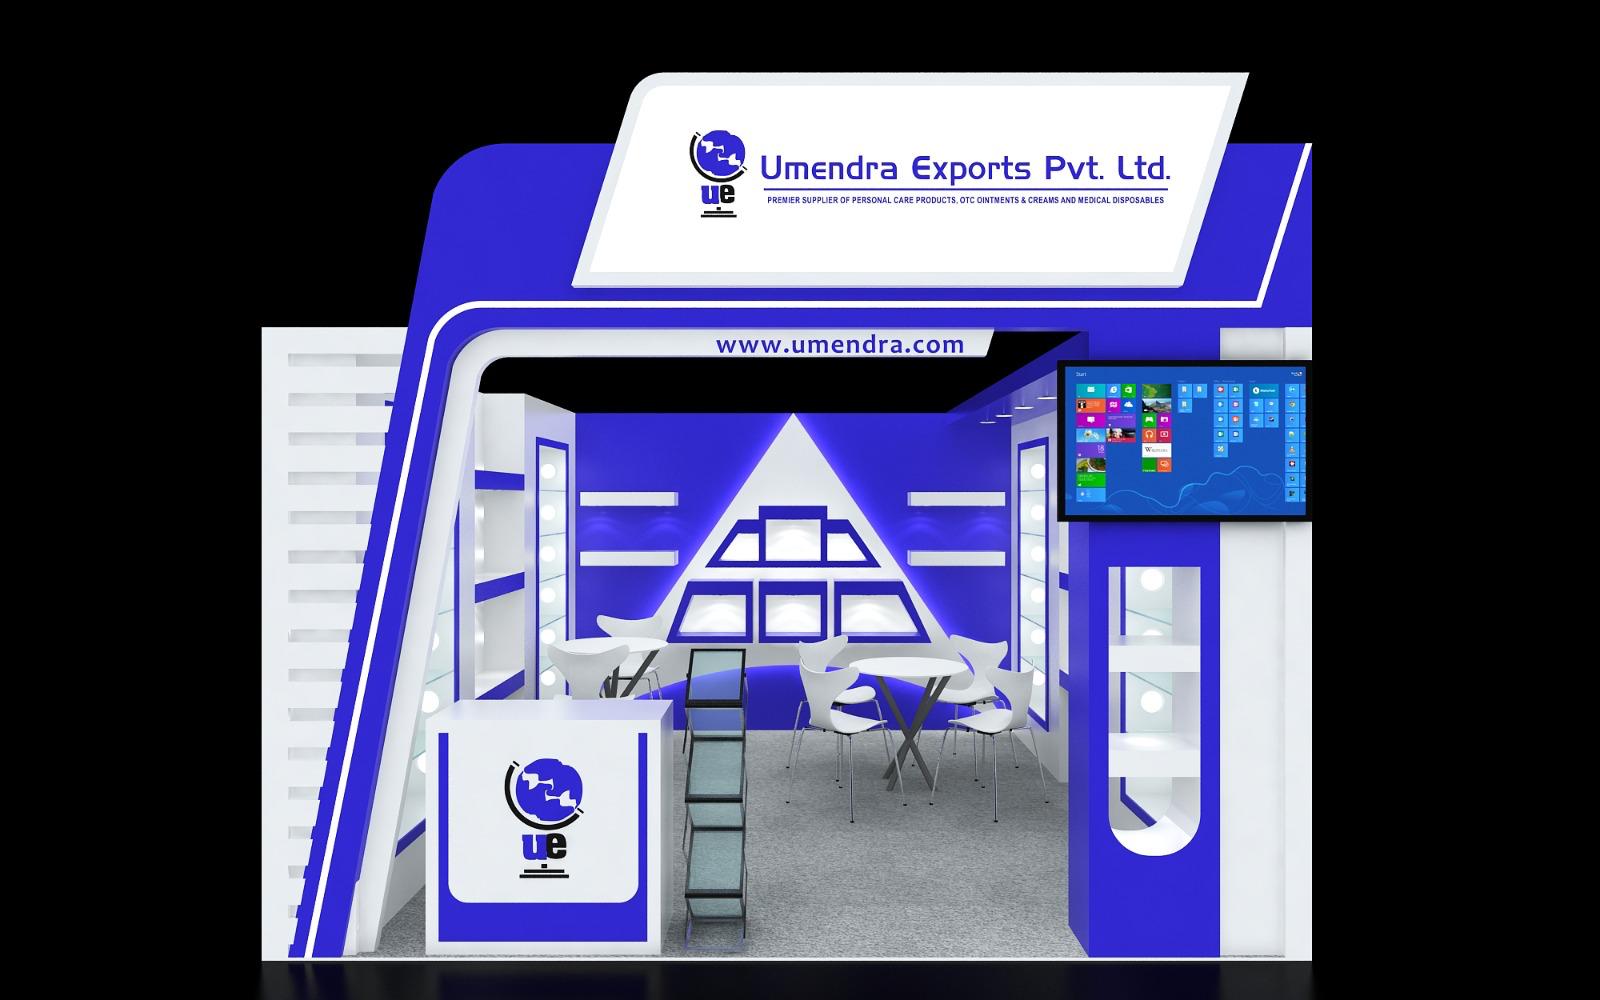 Umendra Exports Pvt. Ltd.
ue
PREMIER SUPPLIER OF PERSONAL CARE PRODUCTS, OTC OINTMENTS & CREAMS AND MEDICAL DISPOSABLES
www.umendra.com
Start
ue